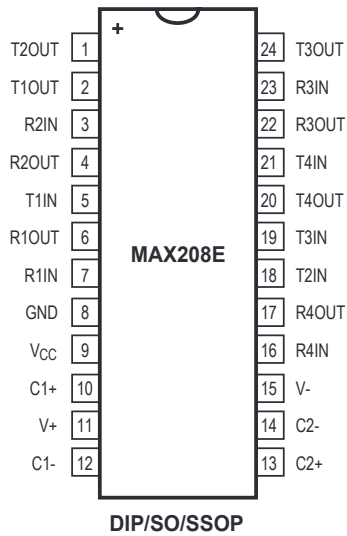 +
T2OUT 1 24 T3OUT
T1OUT 2 23 R3IN
R2IN 3 22 R3OUT
R2OUT 4 21 T4IN
T1IN 5 20 T4OUT
R1OUT 6 19 T3IN
MAX208E
R1IN 7 18 T2IN
GND 8 17 R4OUT
VCC 9 16 R4IN
C1+ 10 15 V-
V+ 11 14 C2-
C1- 12 13 C2+
DIP/SO/SSOP